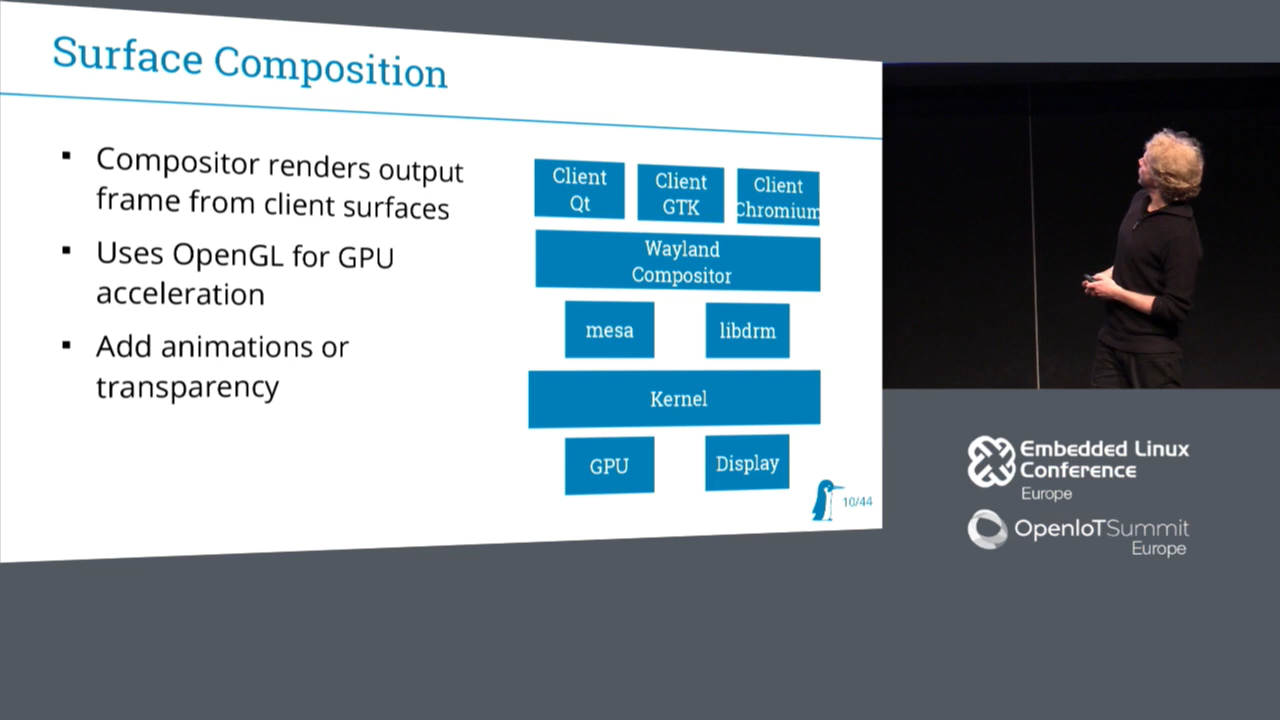 Surface Composition
▪ Compositor renders output
frame from client surfaces
▪ Uses OpenGL for GPU
acceleration
▪ Add animations or
transparency
Client
Qt
Client
GTK
Client
Chromium
Wayland
Compositor
mesa
libdrm
Kernel
GPU
Display
10/44
Embedded Linux
Conference
Europe
OpenIoTSummit
Europe